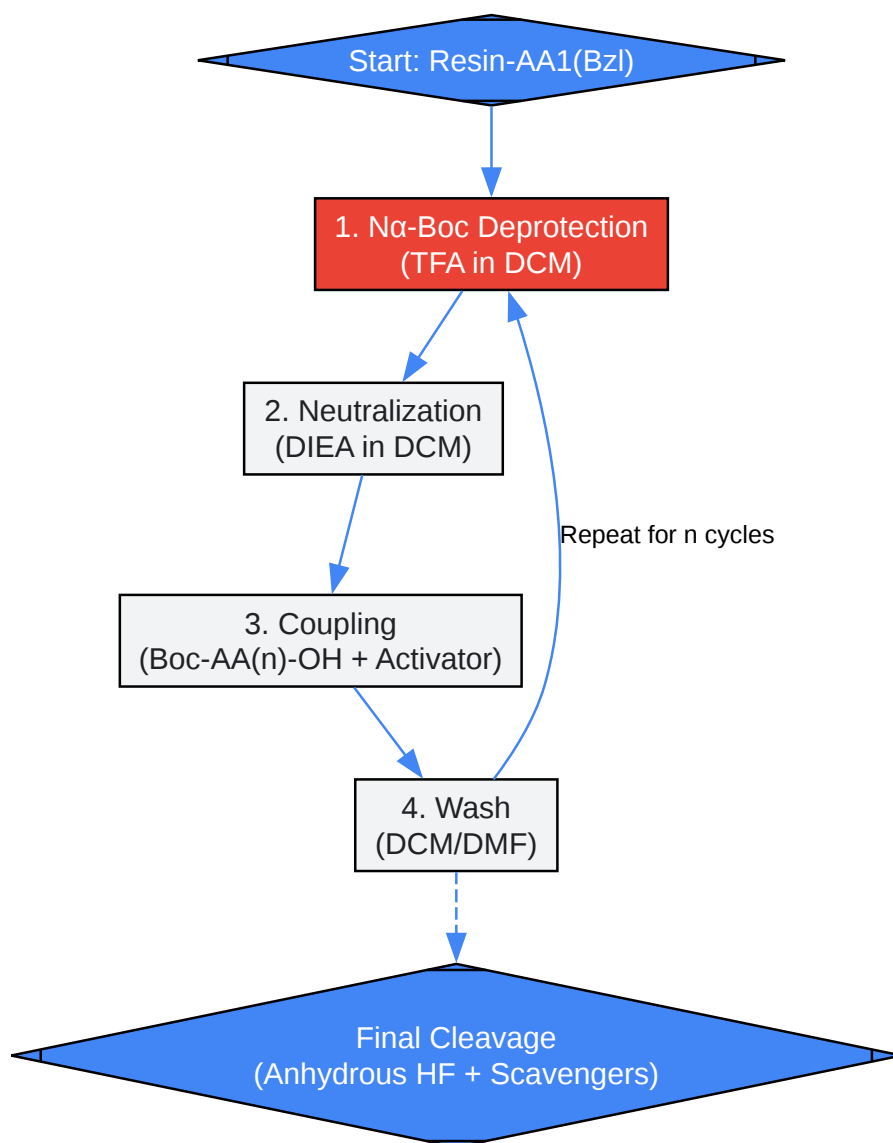 Start: Resin-AA1(Bzl)
1. Nα-Boc Deprotection
(TFA in DCM)
2. Neutralization
(DIEA in DCM)
Repeat for n cycles
3. Coupling
(Boc-AA(n)-OH + Activator)
4. Wash
(DCM/DMF)
Final Cleavage
(Anhydrous HF + Scavengers)